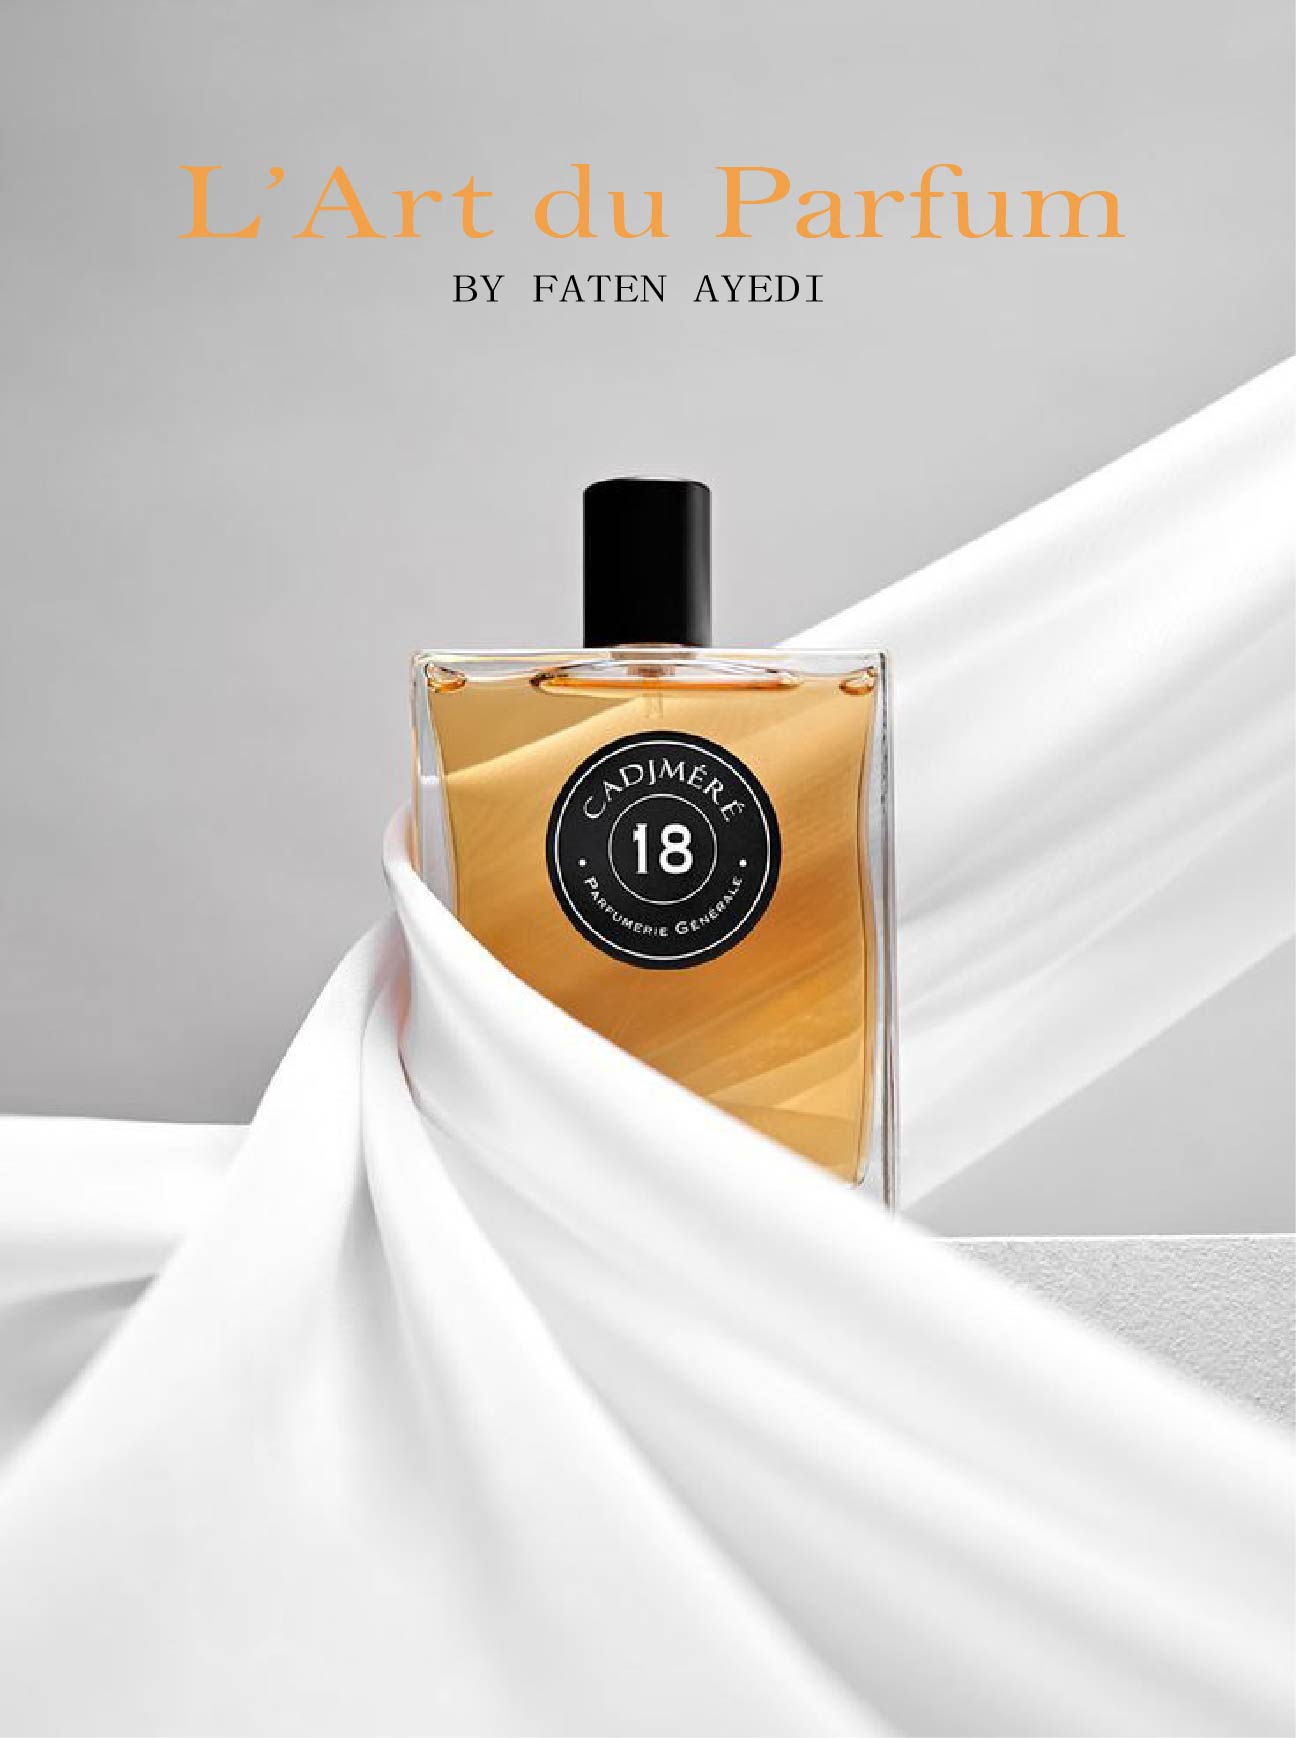 L’Art du Parfum
BY FATEN AYEDI
CADJMÉRÉ
18
• PARFUMERIE GÉNÉRALE •